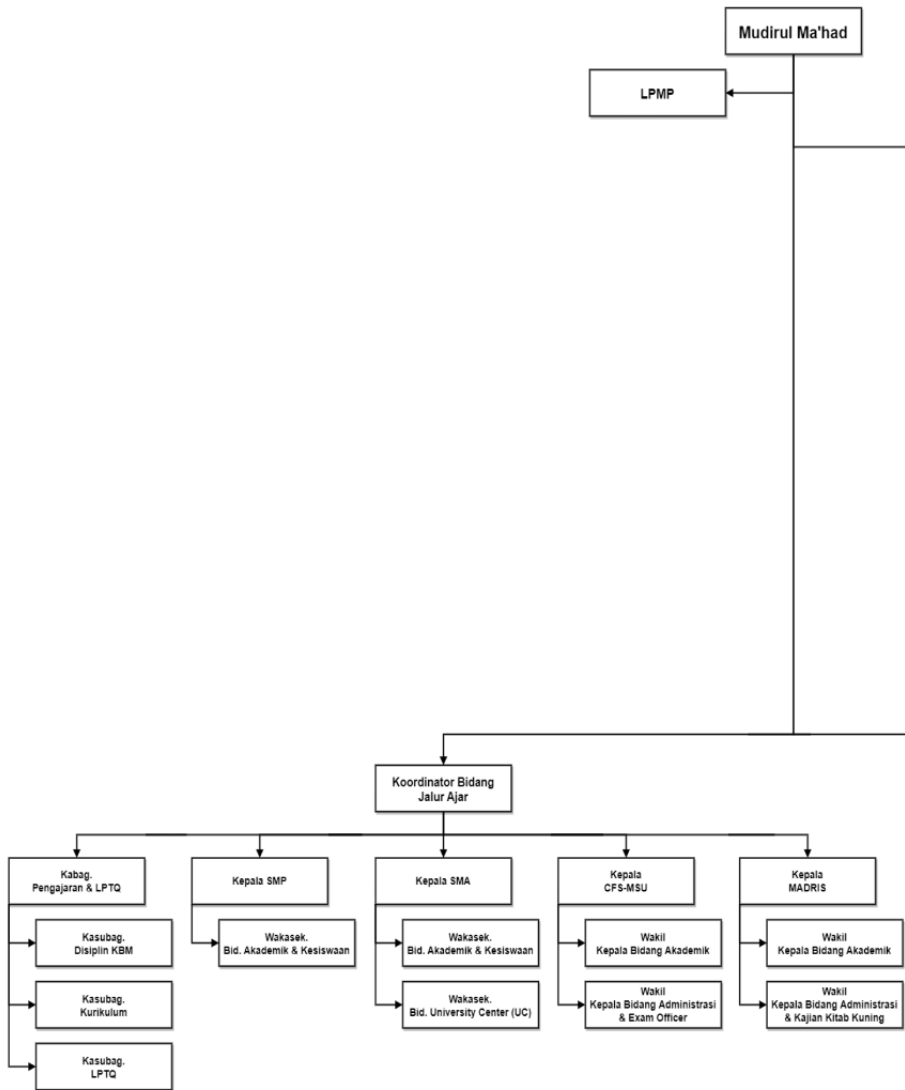 Mudirul Ma'had
LPMP
Koordinator Bidang
Jalur Ajar
Kabag.
Pengajaran & LPTQ
Kepala SMP
Kepala SMA
Kepala
CFS-MSU
Kepala
MADRIS
Kasubag.
Disiplin KBM
Wakasek.
Bid. Akademik & Kesiswaan
Wakasek.
Bid. Akademik & Kesiswaan
Wakil
Kepala Bidang Akademik
Wakil
Kepala Bidang Akademik
Kasubag.
Kurikulum
Wakasek.
Bid. University Center (UC)
Wakil
Kepala Bidang Administrasi
& Exam Officer
Wakil
Kepala Bidang Administrasi
& Kajian Kitab Kuning
Kasubag.
LPTQ